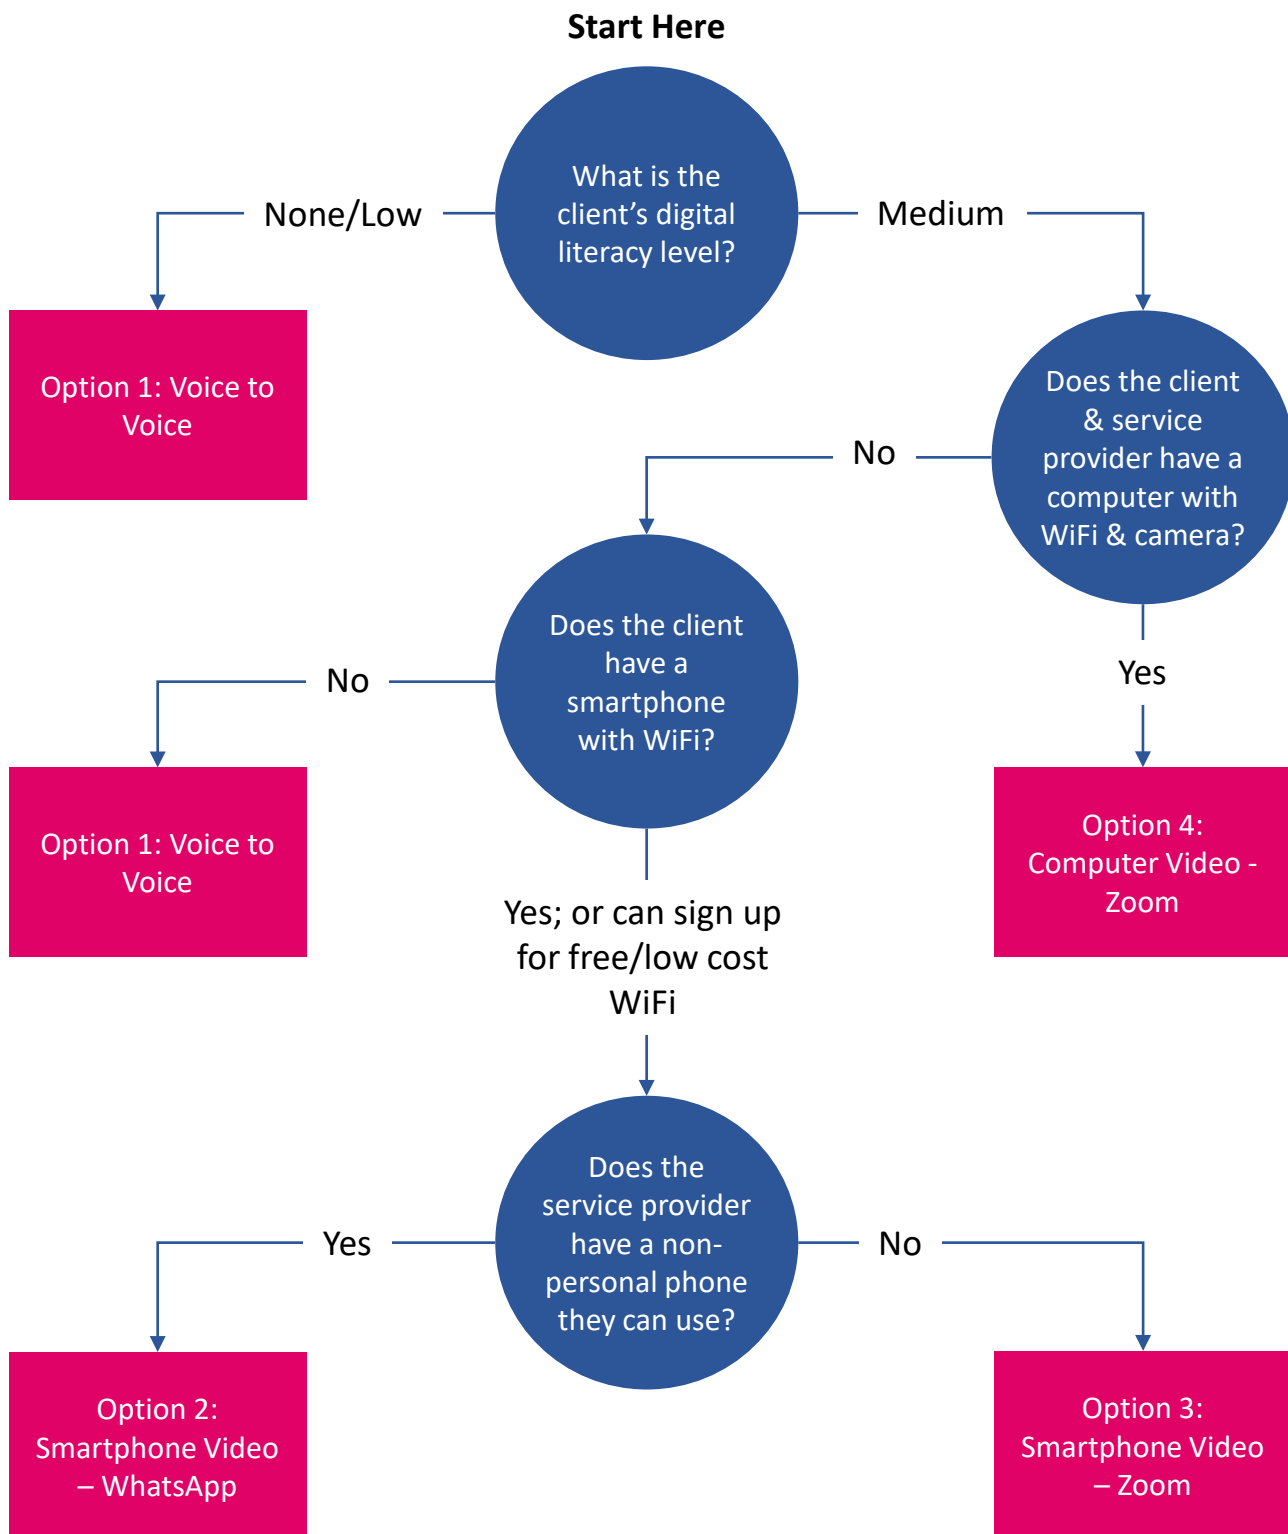 Start Here
What is the
client’s digital
literacy level?
None/Low
Medium
Option 1: Voice to
Voice
Does the client
& service
provider have a
computer with
WiFi & camera?
No
Yes
Does the client
have a
smartphone
with WiFi?
No
Option 1: Voice to
Voice
Option 4:
Computer Video -
Zoom
Yes; or can sign up
for free/low cost
WiFi
Does the
service provider
have a non-
personal phone
they can use?
Yes
No
Option 2:
Smartphone Video
– WhatsApp
Option 3:
Smartphone Video
– Zoom